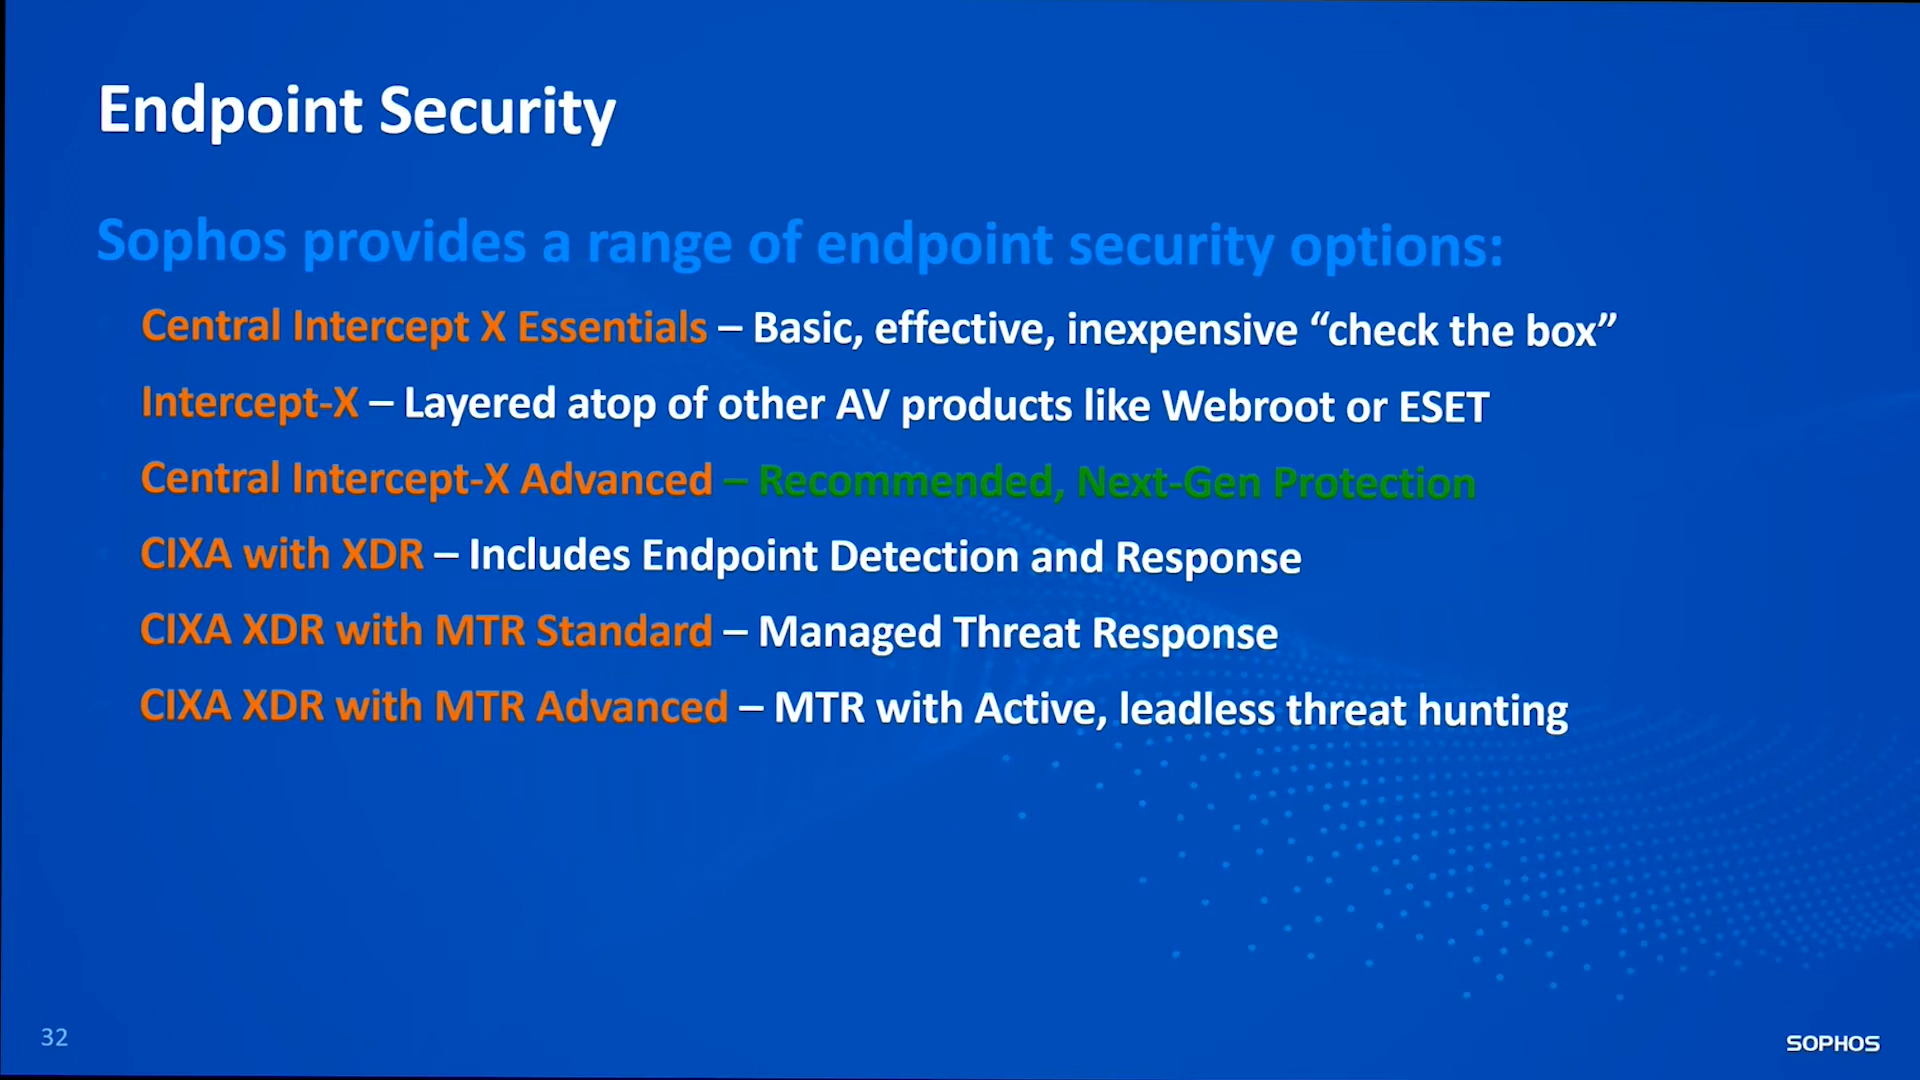 Endpoint Security
Sophos provides a range of endpoint security options:
Central Intercept X Essentials – Basic, effective, inexpensive “check the box”
Intercept-X – Layered atop of other AV products like Webroot or ESET
Central Intercept-X Advanced – Recommended, Next-Gen Protection
CIXA with XDR – Includes Endpoint Detection and Response
CIXA XDR with MTR Standard – Managed Threat Response
CIXA XDR with MTR Advanced – MTR with Active, leadless threat hunting
32
SOPHOS